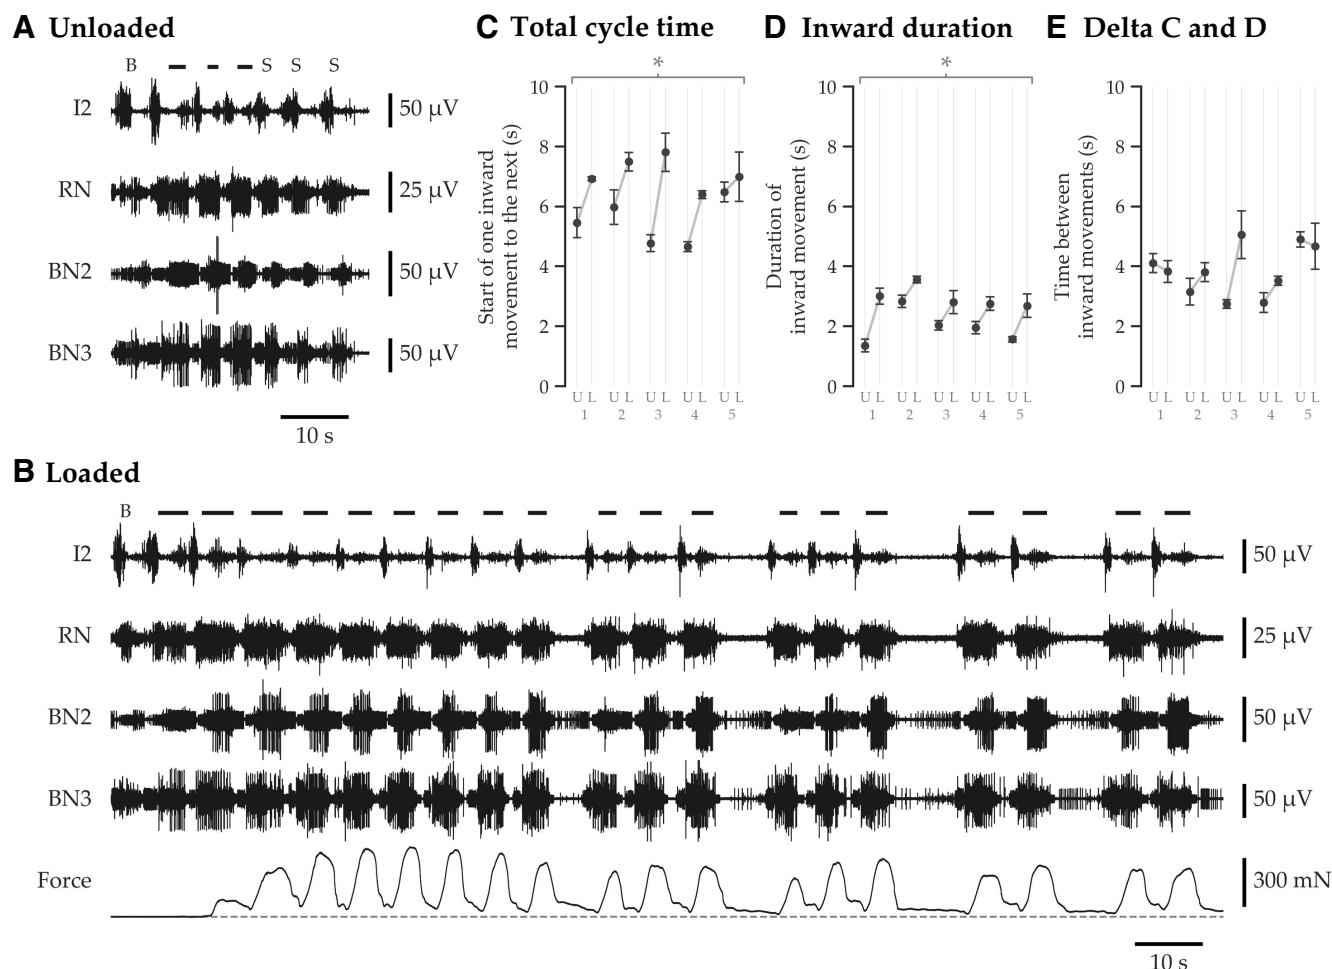 A Unloaded
B S S S
I2 50 μV
RN 25 μV
BN2 50 μV
BN3 50 μV
10 s
C Total cycle time
*
Start of one inward
movement to the next (s)
10
8
6
4
2
0
U L U L U L U L U L
1 2 3 4 5
D Inward duration
*
Duration of
inward movement (s)
10
8
6
4
2
0
U L U L U L U L U L
1 2 3 4 5
E Delta C and D
Time between
inward movements (s)
10
8
6
4
2
0
U L U L U L U L U L
1 2 3 4 5
B Loaded
B
I2 50 μV
RN 25 μV
BN2 50 μV
BN3 50 μV
Force 300 mN
10 s